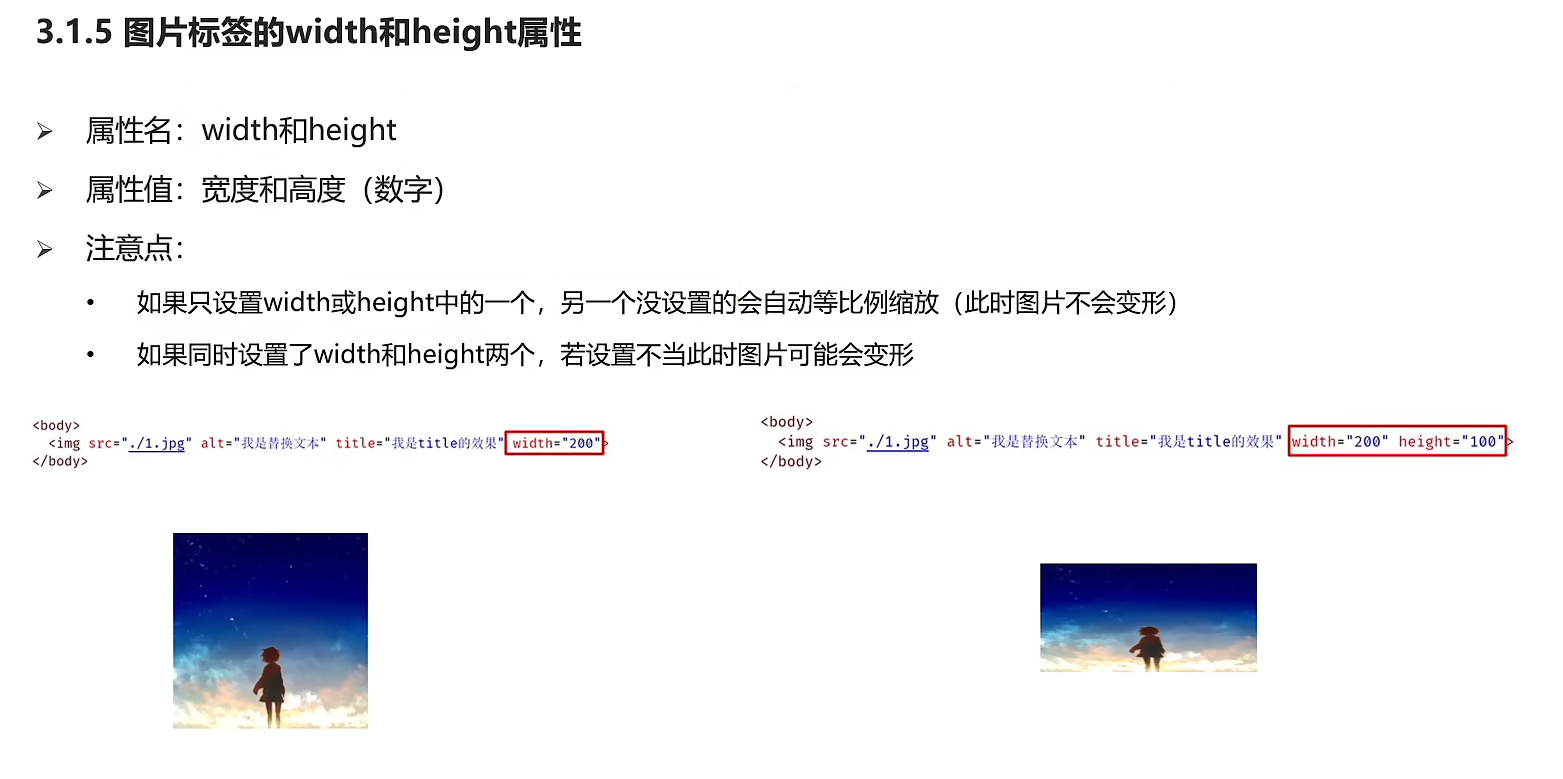 3.1.5 图片标签的width和height属性
属性名：width和height
属性值：宽度和高度（数字）
注意点：
如果只设置width或height中的一个，另一个没设置的会自动等比例缩放（此时图片不会变形）
如果同时设置了width和height两个，若设置不当此时图片可能会变形
<body>
<img src="./1.jpg" alt="我是替换文本" title="我是title的效果" width="200">
</body>
<body>
<img src="./1.jpg" alt="我是替换文本" title="我是title的效果" width="200" height="100">
</body>